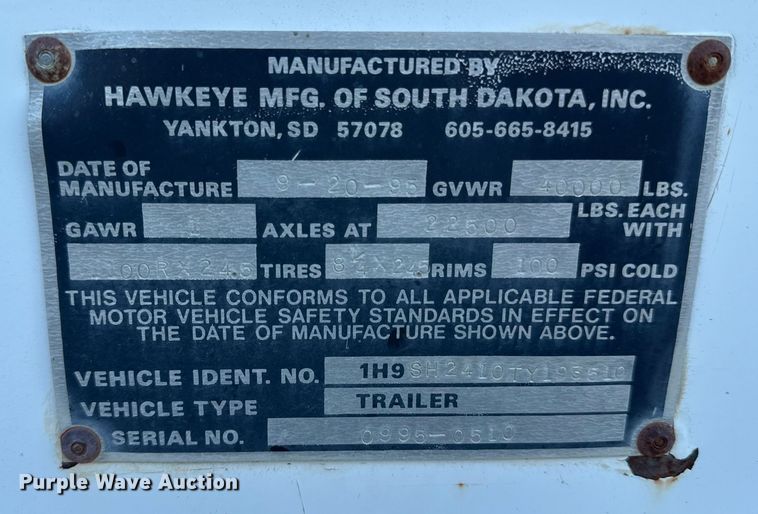 MANUFACTURED BY
HAWKEYE MFG. OF SOUTH DAKOTA, INC.
YANKTON, SD 57078 605-665-8415
DATE OF MANUFACTURE 9-20-95 GVWR 40000 LBS.
GAWR AXLES AT 22500 LBS. EACH WITH
TIRES RIMS 100 PSI COLD
THIS VEHICLE CONFORMS TO ALL APPLICABLE FEDERAL
MOTOR VEHICLE SAFETY STANDARDS IN EFFECT ON
THE DATE OF MANUFACTURE SHOWN ABOVE.
VEHICLE IDENT. NO.
VEHICLE TYPE TRAILER
SERIAL NO. 0995-0510
Purple Wave Auction